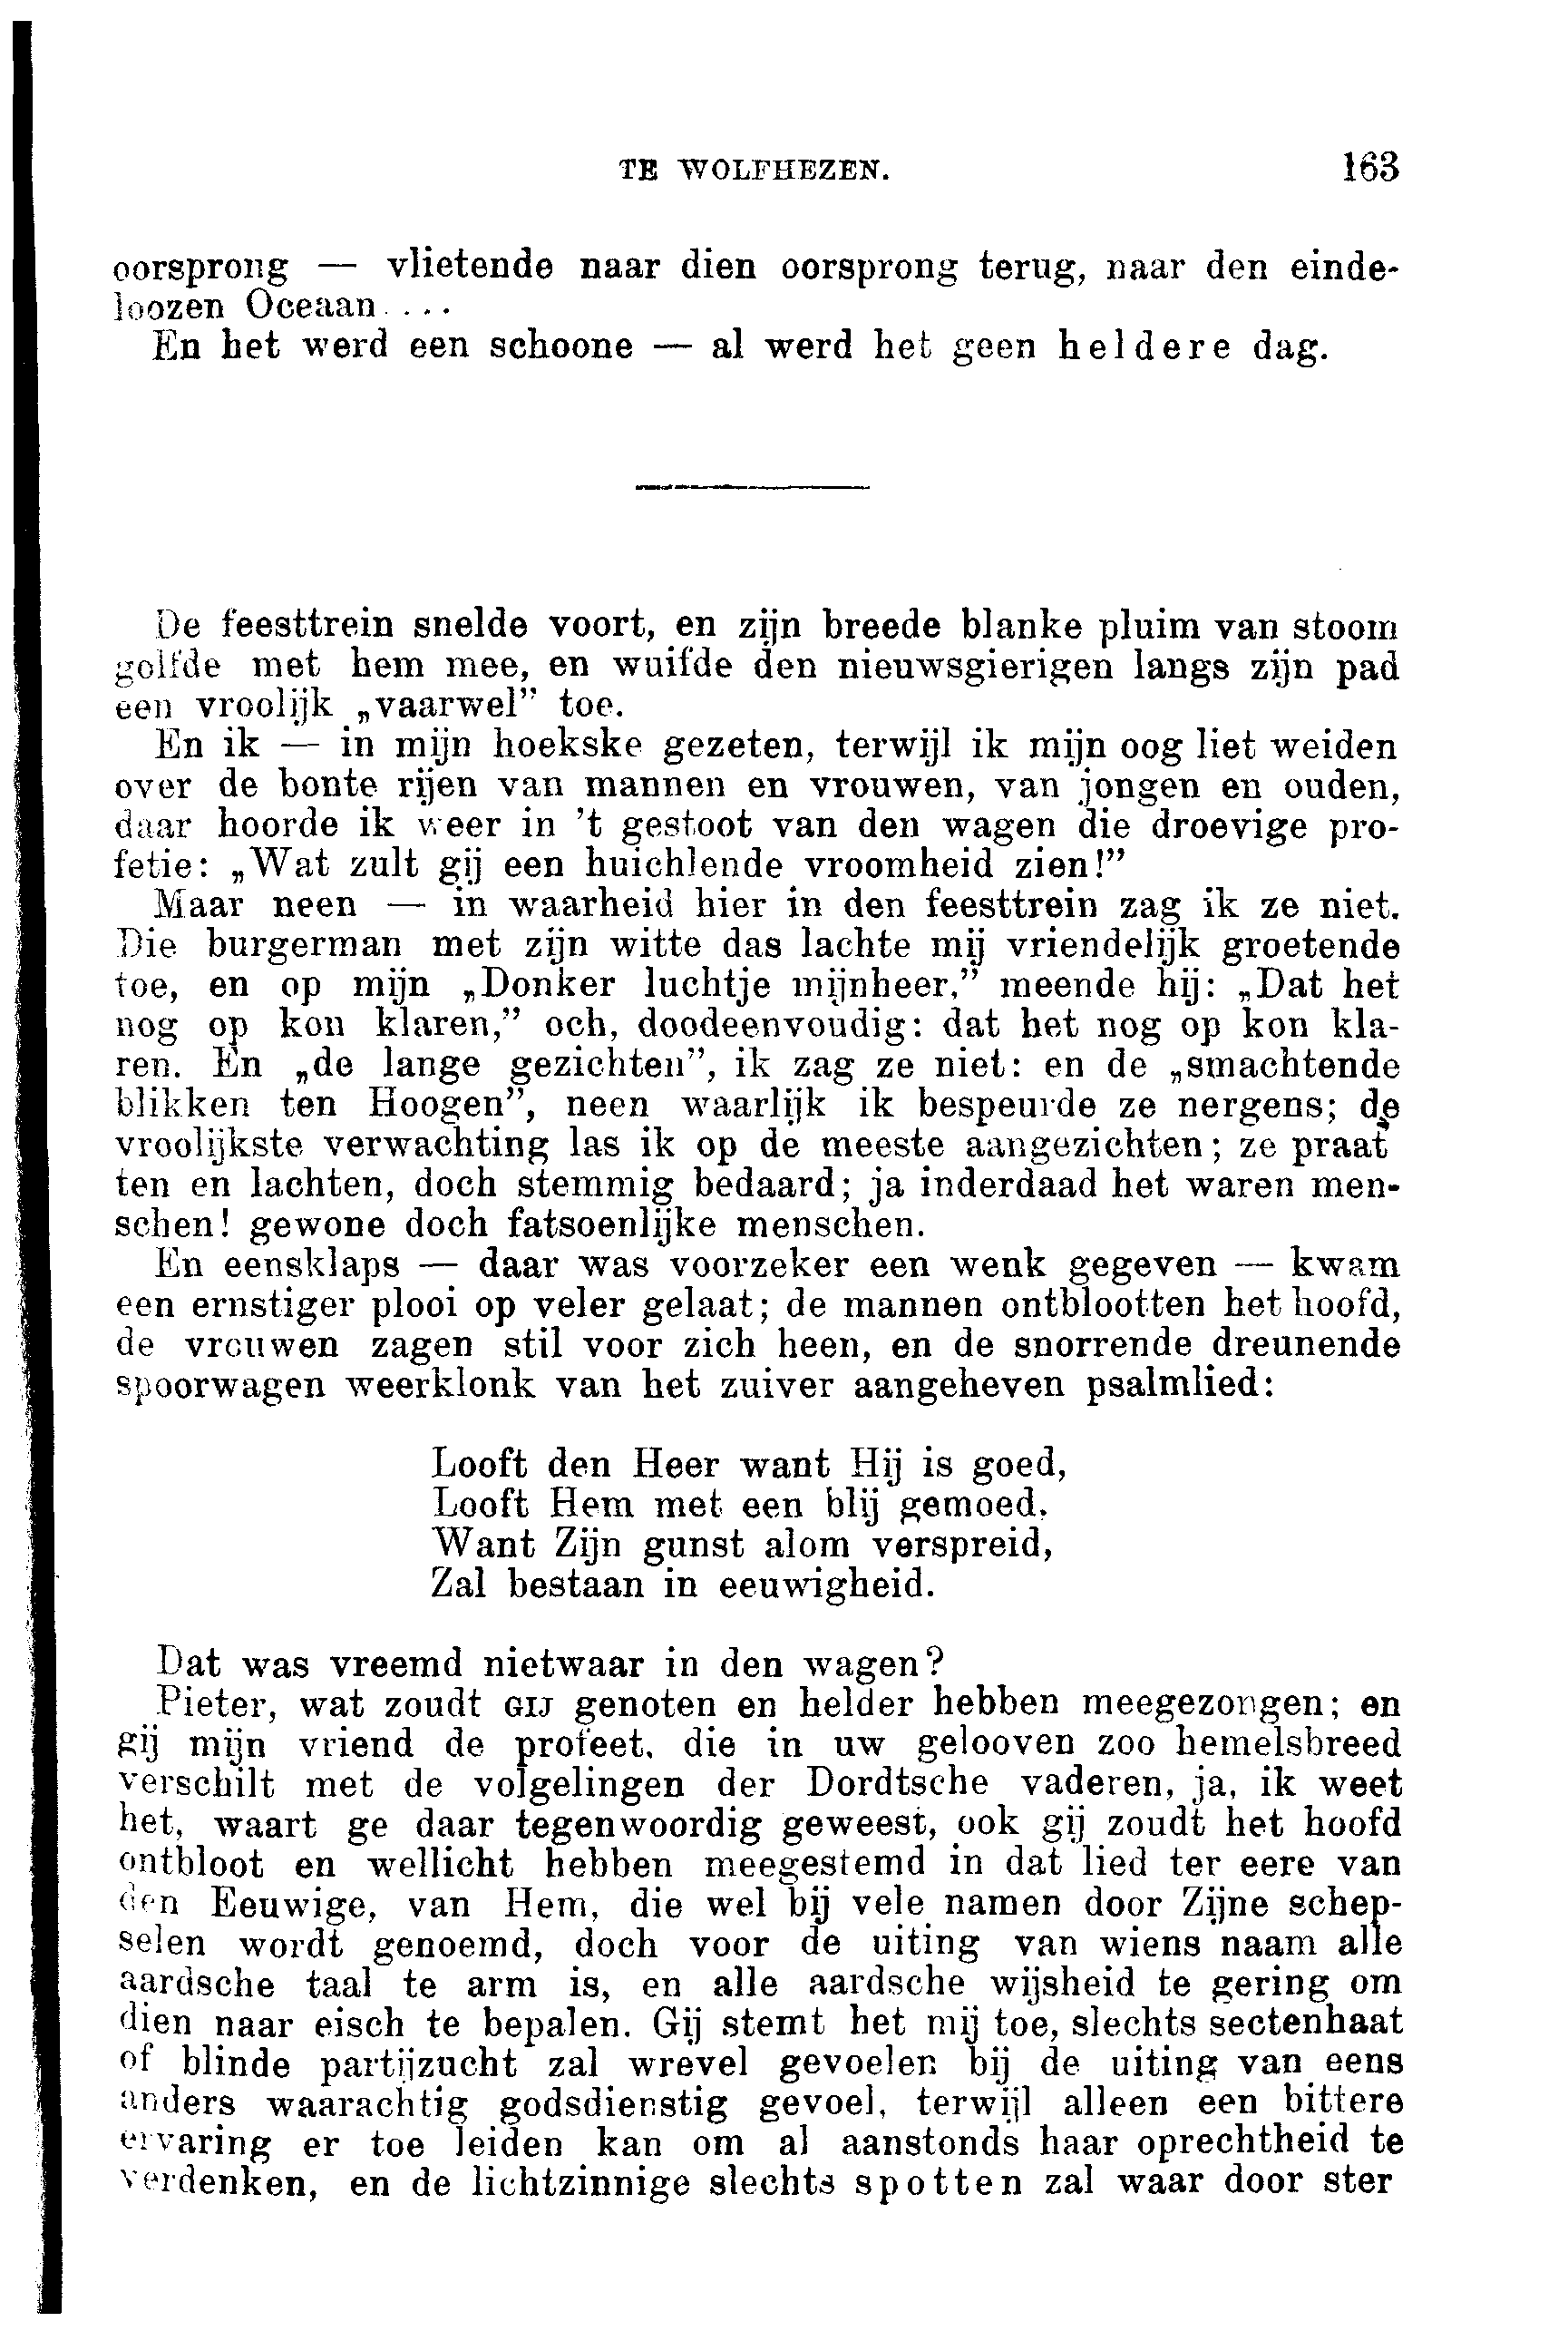 TE WOLFHEZEN. 163
oorsprong — vlietende naar dien oorsprong terug, naar den einde-
loozen Oceaan....
En het werd een schoone — al werd het geen heldere dag.
De feesttrein snelde voort, en zijn breede blanke pluim van stoom
golfde met hem mee, en wuifde den nieuwsgierigen langs zijn pad
een vroolijk „vaarwel” toe.
En ik — in mijn hoekske gezeten, terwijl ik mijn oog liet weiden
over de bonte rijen van mannen en vrouwen, van jongen en ouden,
daar hoorde ik weer in 't gestoot van den wagen die droevige pro-
fetie: „Wat zult gij een huichlende vroomheid zien!”
Maar neen — in waarheid hier in den feesttrein zag ik ze niet.
Die burgerman met zijn witte das lachte mij vriendelijk groetende
toe, en op mijn „Donker luchtje mijnheer,” meende hij: „Dat het
nog op kon klaren,” och, doodeenvoudig: dat het nog op kon kla-
ren. En „de lange gezichten”, ik zag ze niet: en de „smachtende
blikken ten Hoogen”, neen waarlijk ik bespeurde ze nergens; de
vroolijkste verwachting las ik op de meeste aangezichten; ze praat
ten en lachten, doch stemmig bedaard; ja inderdaad het waren men-
schen! gewone doch fatsoenlijke menschen.
En eensklaps — daar was voorzeker een wenk gegeven — kwam
een ernstiger plooi op veler gelaat; de mannen ontblootten het hoofd,
de vrouwen zagen stil voor zich heen, en de snorrende dreunende
spoorwagen weerklonk van het zuiver aangeheven psalmlied:
Looft den Heer want Hij is goed,
Looft Hem met een blij gemoed.
Want Zijn gunst alom verspreid,
Zal bestaan in eeuwigheid.
Dat was vreemd nietwaar in den wagen?
Pieter, wat zoudt GIJ genoten en helder hebben meegezongen; en
gij mijn vriend de profeet, die in uw gelooven zoo hemelsbreed
verschilt met de volgelingen der Dordtsche vaderen, ja, ik weet
het, waart ge daar tegenwoordig geweest, ook gij zoudt het hoofd
ontbloot en wellicht hebben meegestemd in dat lied ter eere van
den Eeuwige, van Hem, die wel bij vele namen door Zijne schep-
selen wordt genoemd, doch voor de uiting van wiens naam alle
aardsche taal te arm is, en alle aardsche wijsheid te gering om
dien naar eisch te bepalen. Gij stemt het mij toe, slechts sectenhaat
of blinde partijzucht zal wrevel gevoelen bij de uiting van eens
anders waarachtig godsdienstig gevoel, terwijl alleen een bittere
ervaring er toe leiden kan om al aanstonds haar oprechtheid te
verdenken, en de lichtzinnige slechts spotten zal waar door ster